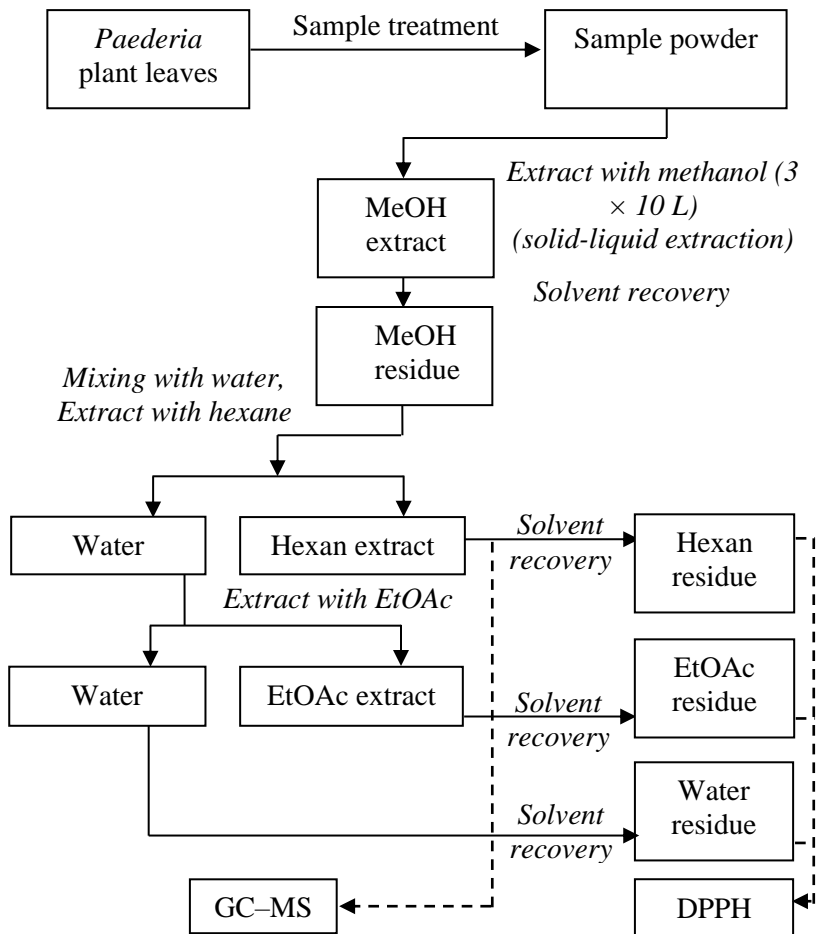 Paederia
plant leaves
Sample treatment
Sample powder
Extract with methanol (3
× 10 L)
(solid-liquid extraction)
MeOH
extract
Solvent recovery
MeOH
residue
Mixing with water,
Extract with hexane
Water
Hexan extract
Solvent
recovery
Hexan
residue
Extract with EtOAc
Water
EtOAc extract
Solvent
recovery
EtOAc
residue
Solvent
recovery
Water
residue
GC–MS
DPPH